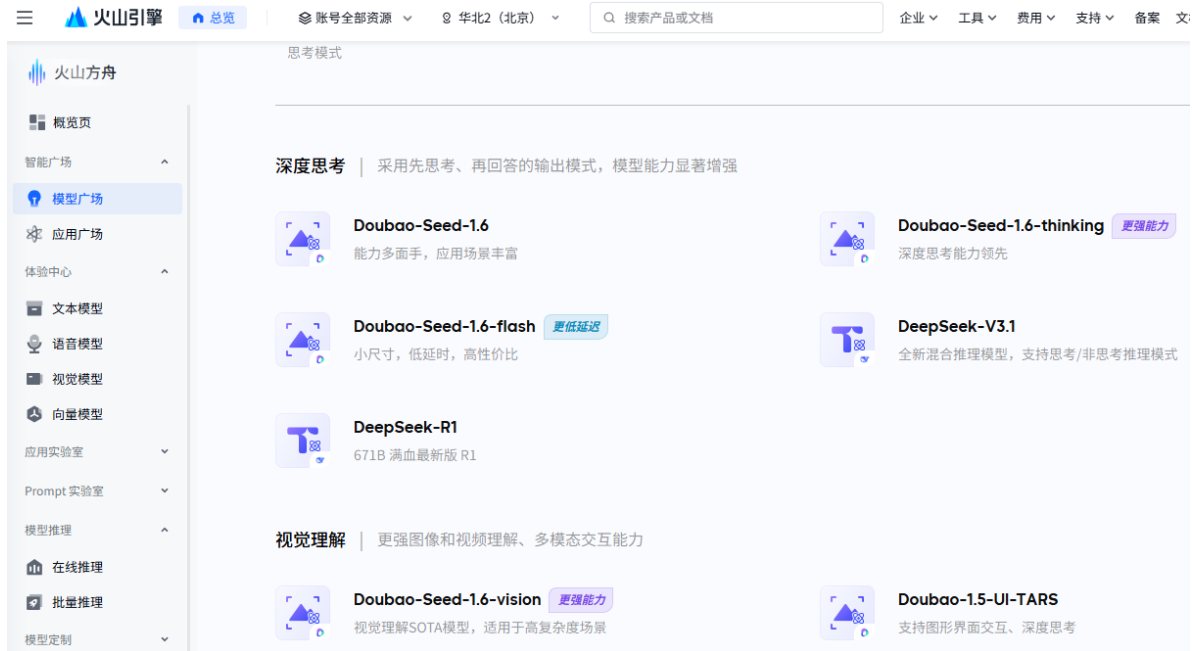 火山引擎 总览 账号全部资源 华北2（北京） 搜索产品或文档 企业 工具 费用 支持 备案
火山方舟
概览页
智能广场
模型广场
应用广场
体验中心
文本模型
语音模型
视觉模型
向量模型
应用实验室
Prompt 实验室
模型推理
在线推理
批量推理
模型定制
思考模式
深度思考 | 采用先思考、再回答的输出模式，模型能力显著增强
Doubao-Seed-1.6
能力多面手，应用场景丰富
Doubao-Seed-1.6-thinking 更强能力
深度思考能力领先
Doubao-Seed-1.6-flash 更低延迟
小尺寸，低延时，高性价比
DeepSeek-V3.1
全新混合推理模型，支持思考/非思考推理模式
DeepSeek-R1
671B 满血最新版 R1
视觉理解 | 更强图像和视频理解、多模态交互能力
Doubao-Seed-1.6-vision 更强能力
视觉理解SOTA模型，适用于高复杂度场景
Doubao-1.5-UI-TARS
支持图形界面交互、深度思考